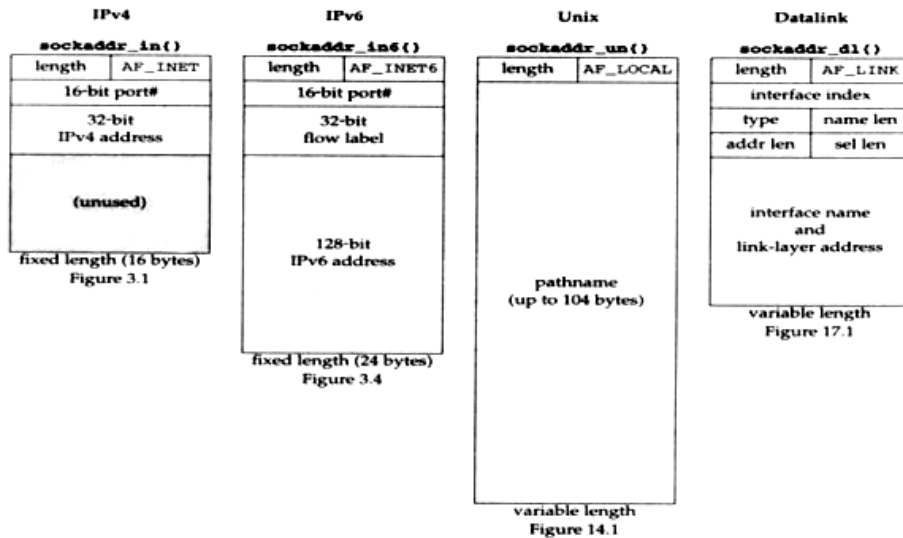 IPv4
sockaddr_in{}
length AF_INET
16-bit port#
32-bit
IPv4 address
(unused)
fixed length (16 bytes)
Figure 3.1
IPv6
sockaddr_in6{}
length AF_INET6
16-bit port#
32-bit
flow label
128-bit
IPv6 address
fixed length (24 bytes)
Figure 3.4
Unix
sockaddr_un{}
length AF_LOCAL
pathname
(up to 104 bytes)
variable length
Figure 14.1
Datalink
sockaddr_dl{}
length AF_LINK
interface index
type name len
addr len sel len
interface name
and
link-layer address
variable length
Figure 17.1